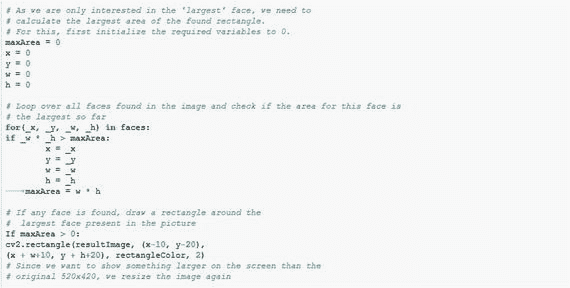 # As we are only interested in the 'largest' face, we need to
# calculate the largest area of the found rectangle.
# For this, first initialize the required variables to 0.
maxArea = 0
x = 0
y = 0
w = 0
h = 0
# Loop over all faces found in the image and check if the area for this face is
# the largest so far
for(_x, _y, _w, _h) in faces:
if _w * _h > maxArea:
x = _x
y = _y
w = _w
h = _h
maxArea = w * h
# If any face is found, draw a rectangle around the
# largest face present in the picture
If maxArea > 0:
cv2.rectangle(resultImage, (x-10, y-20),
(x + w+10, y + h+20), rectangleColor, 2)
# Since we want to show something larger on the screen than the
# original 520x420, we resize the image again